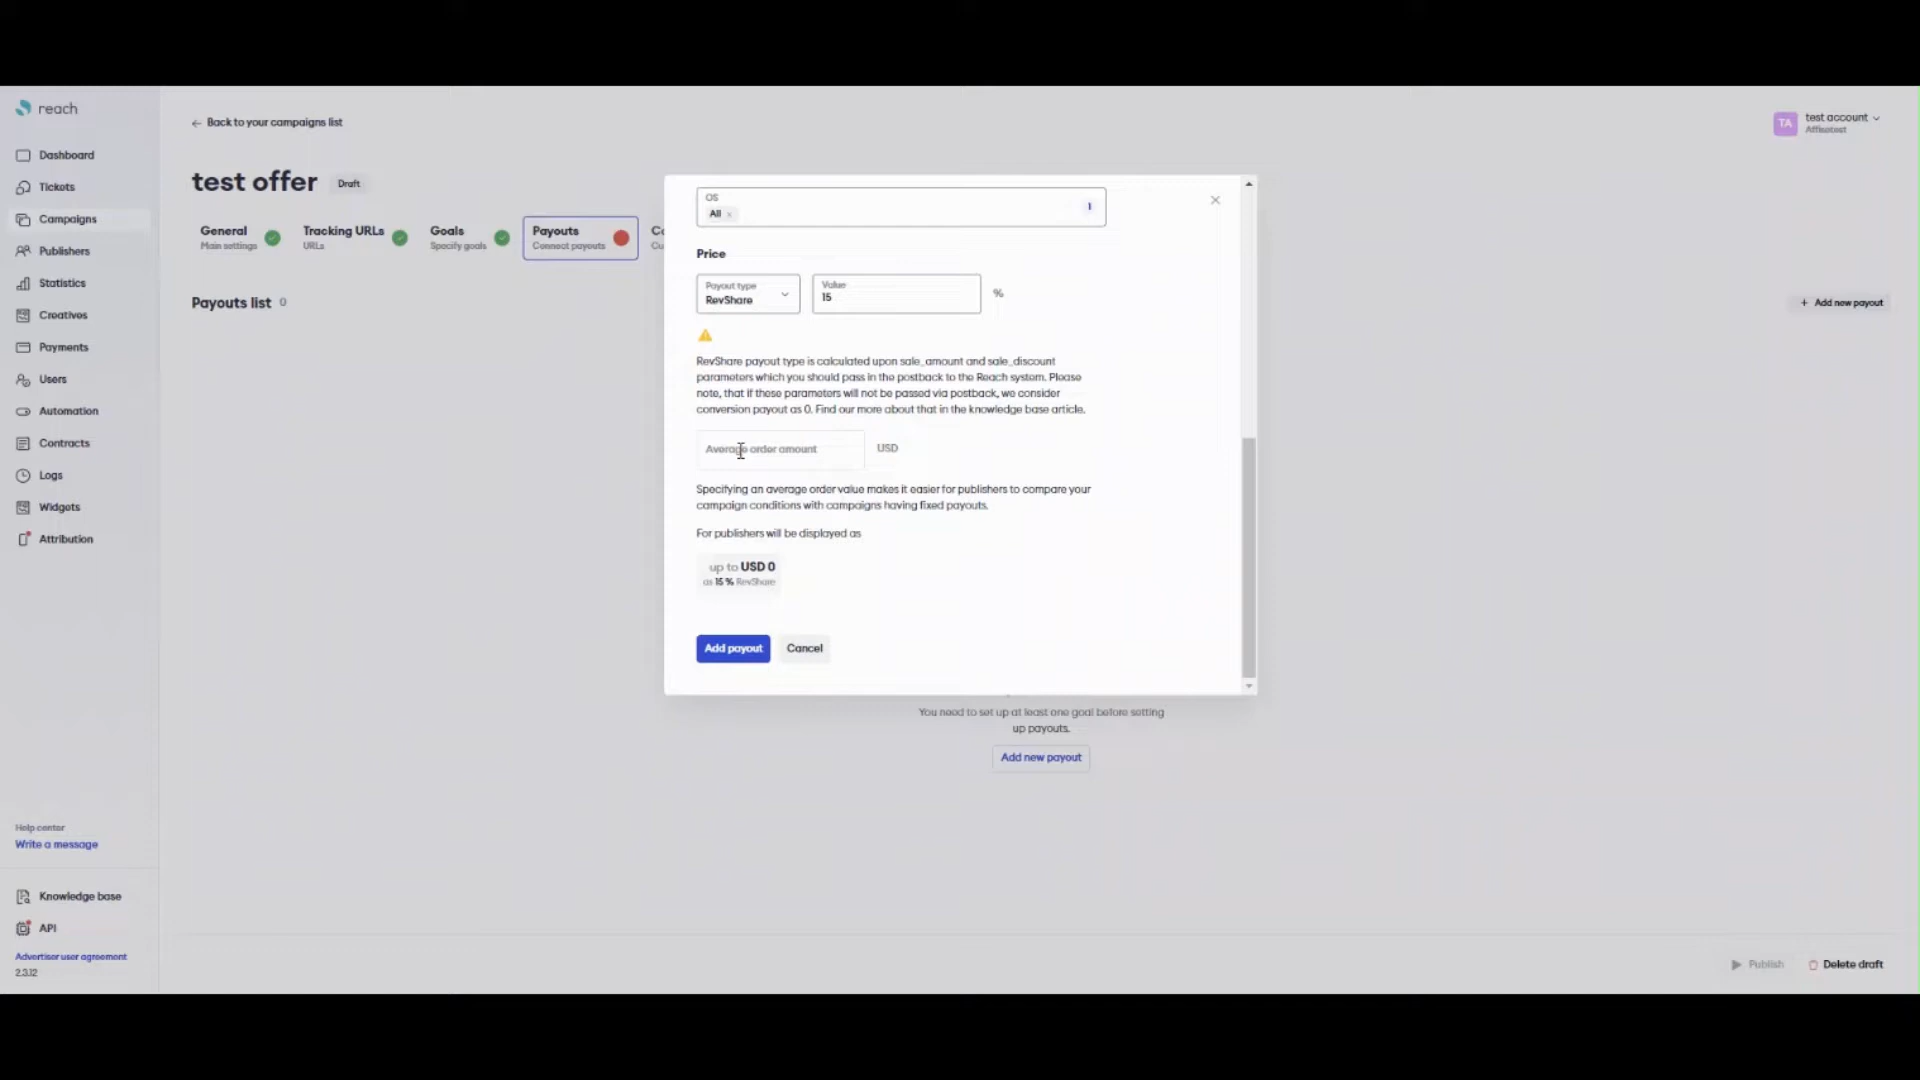 reach
Dashboard
Tickets
Campaigns
Publishers
Statistics
Creatives
Payments
Users
Automation
Contracts
Logs
Widgets
Attribution
Help center
Write a message
Knowledge base
API
Advertiser user agreement
2.3.12
← Back to your campaigns list
TA
test account
Affisetest
test offer
Draft
General
Main settings
Tracking URLs
URLs
Goals
Specify goals
Payouts
Connect payouts
Payouts list 0
+ Add new payout
OS
All x
1
Price
Payout type
RevShare
Value
15
%
RevShare payout type is calculated upon sale_amount and sale_discount
parameters which you should pass in the postback to the Reach system. Please
note, that if these parameters will not be passed via postback, we consider
conversion payout as 0. Find our more about that in the knowledge base article.
Average order amount
USD
Specifying an average order value makes it easier for publishers to compare your
campaign conditions with campaigns having fixed payouts.
For publishers will be displayed as
up to USD 0
as 15 % RevShare
Add payout
Cancel
You need to set up at least one goal before setting
up payouts.
Add new payout
Publish
Delete draft